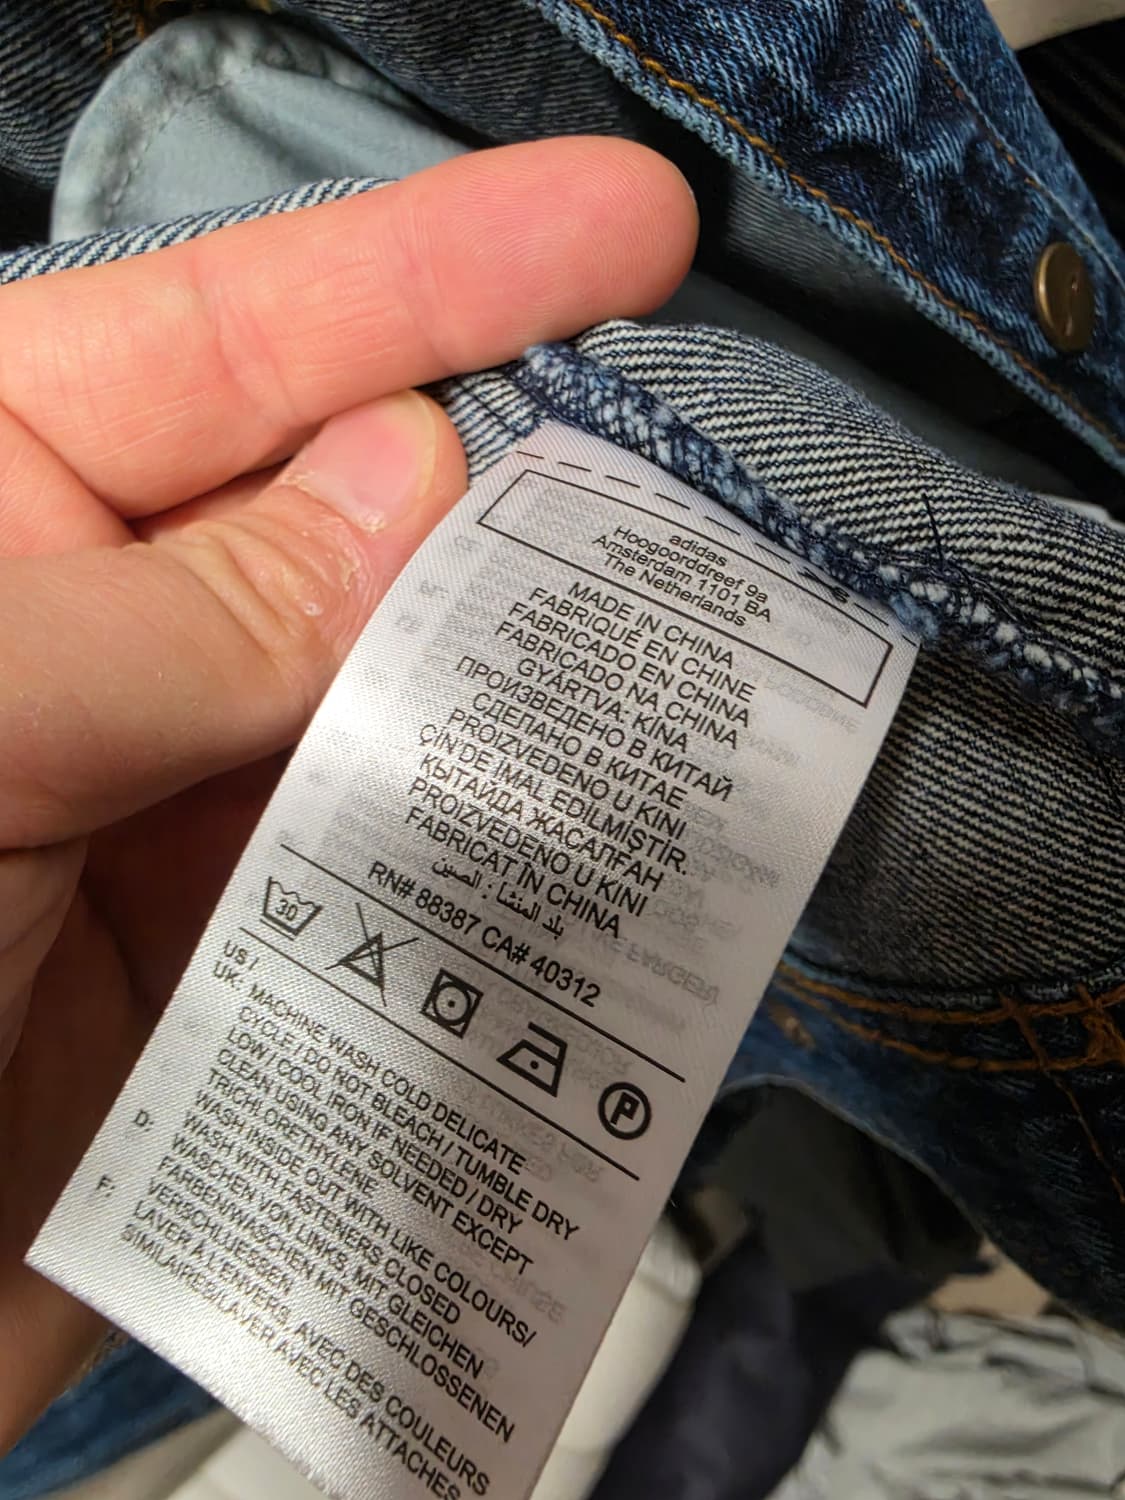 adidas
Hoogoorddreef 9a
Amsterdam 1101 BA
The Netherlands
MADE IN CHINA
FABRIQUÉ EN CHINE
FABRICADO EN CHINA
FABRICADO NA CHINA
GYÁRTVA: KÍNA
ПРОИЗВЕДЕНО В КИТАЙ
СДЕЛАНО В КИТАЕ
PROIZVEDENO U KINI
ÇİN'DE İMAL EDİLMİŞTİR.
ҚЫТАЙДА ЖАСАЛҒАН
PROIZVEDENO U KINI
FABRICAT ÎN CHINA
بلد المنشأ : الصين
RN# 88387 CA# 40312
30
P
US /
UK: MACHINE WASH COLD DELICATE
CYCLE / DO NOT BLEACH / TUMBLE DRY
LOW / COOL IRON IF NEEDED / DRY
CLEAN USING ANY SOLVENT EXCEPT
TRICHLORETHYLENE
WASH INSIDE OUT WITH LIKE COLOURS/
WASH WITH FASTENERS CLOSED
D: WASCHEN VON LINKS, MIT GLEICHEN
FARBEN/WASCHEN MIT GESCHLOSSENEN
VERSCHLUESSEN
F: LAVER À L'ENVERS, AVEC DES COULEURS
SIMILAIRES/LAVER AVEC LES ATTACHES